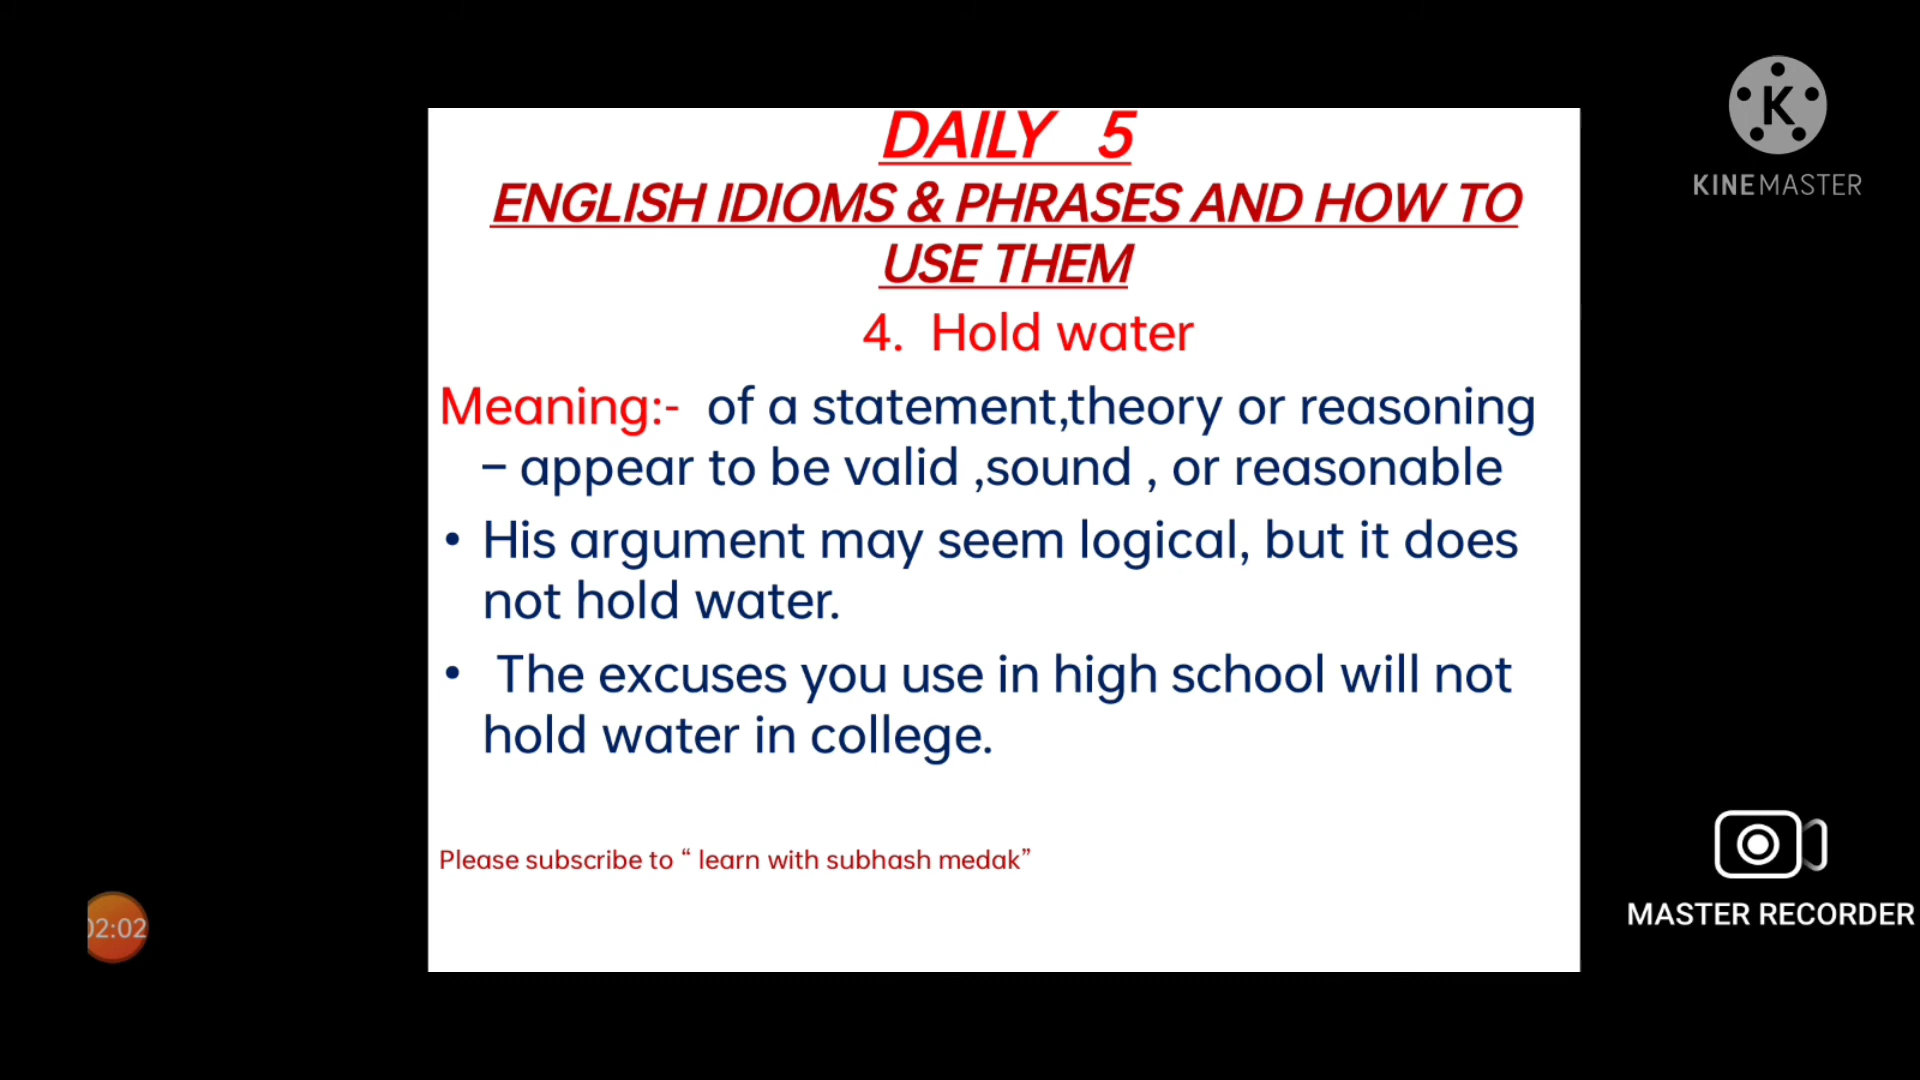 DAILY 5
ENGLISH IDIOMS & PHRASES AND HOW TO
USE THEM
4. Hold water
Meaning:- of a statement,theory or reasoning
– appear to be valid ,sound , or reasonable
• His argument may seem logical, but it does
not hold water.
• The excuses you use in high school will not
hold water in college.
Please subscribe to “ learn with subhash medak”
K
KINEMASTER
MASTER RECORDER
02:02